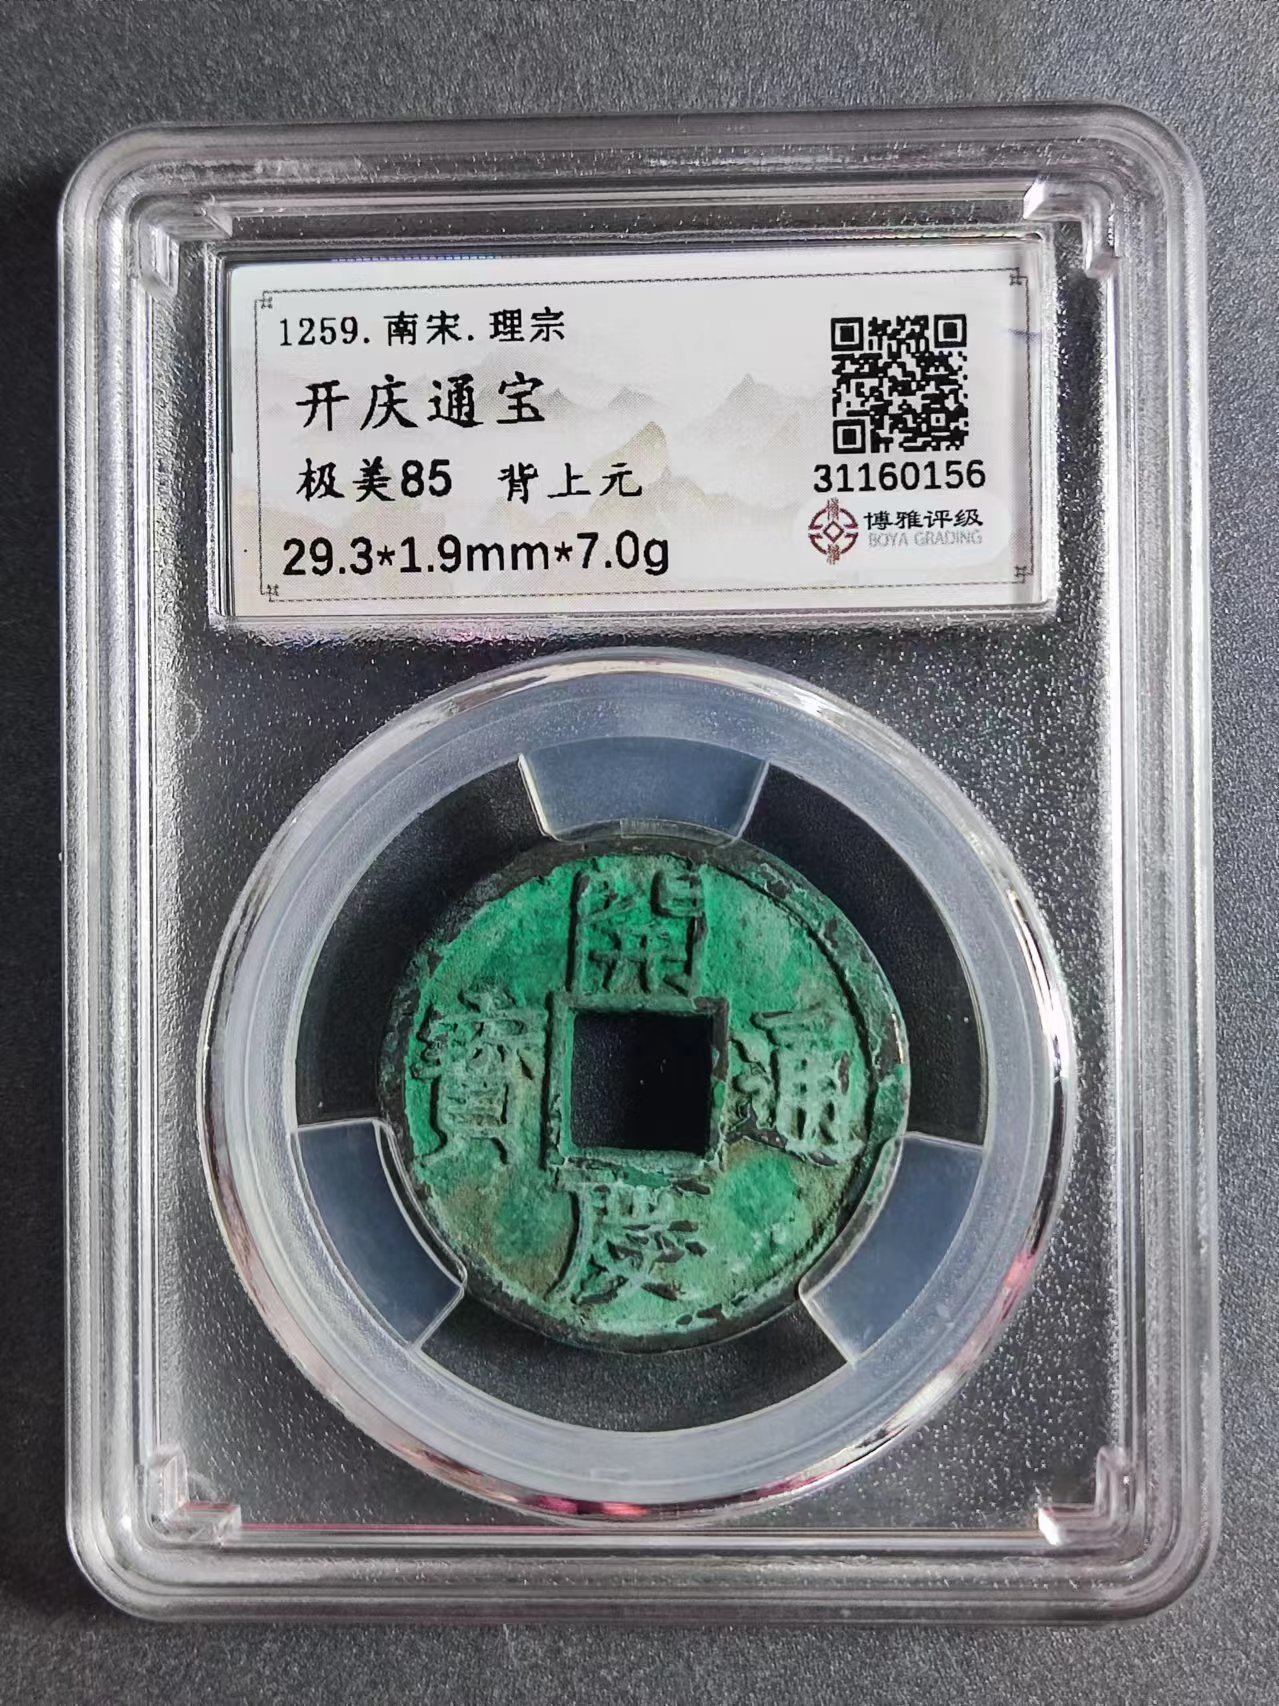 1259.南宋.理宗
开庆通宝
极美85 背上元
29.3*1.9mm*7.0g
31160156
博雅评级
BOYA GRADING
開慶通寳